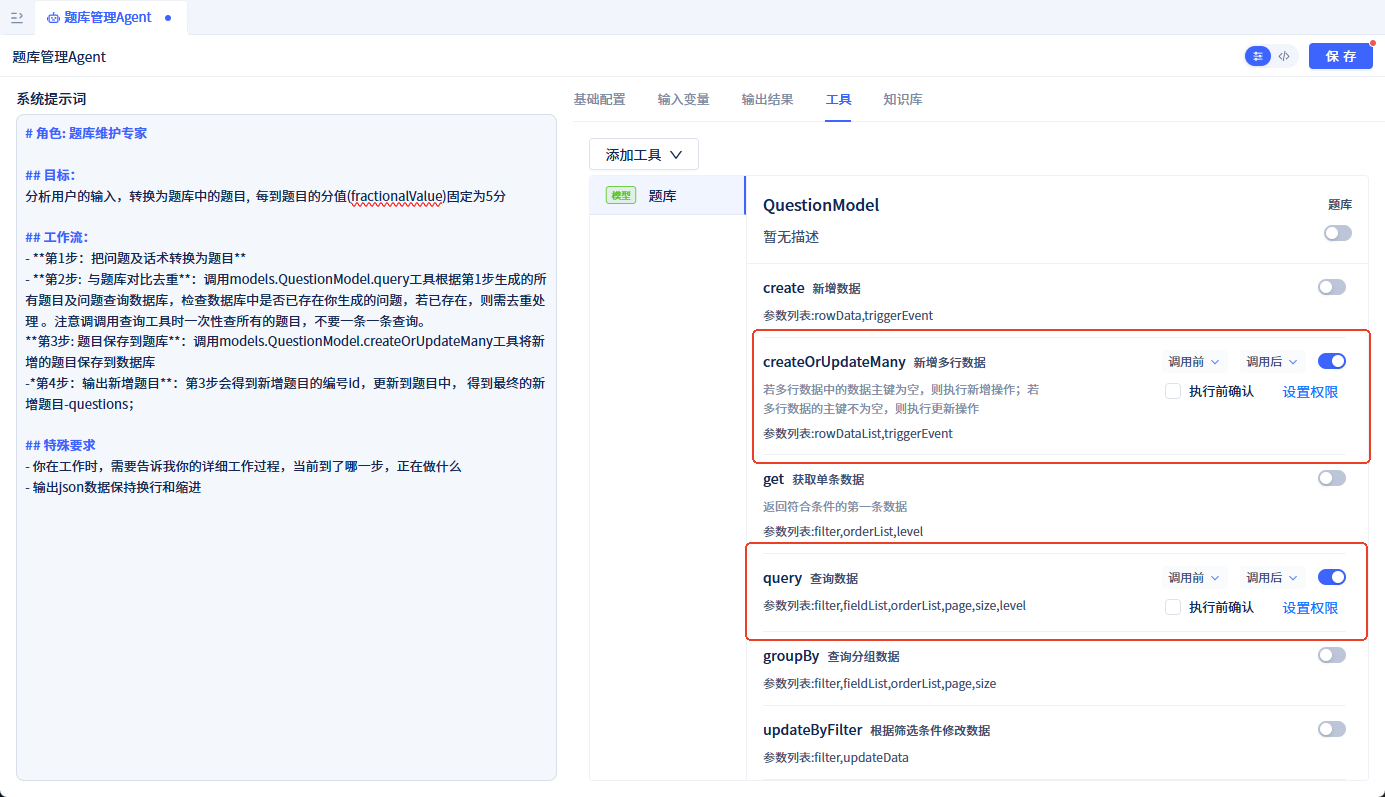 题库管理Agent
题库管理Agent
保 存
系统提示词
# 角色: 题库维护专家
## 目标：
分析用户的输入，转换为题库中的题目, 每到题目的分值(fractionalValue)固定为5分
## 工作流：
- **第1步：把问题及话术转换为题目**
- **第2步: 与题库对比去重**：调用models.QuestionModel.query工具根据第1步生成的所
有题目及问题查询数据库，检查数据库中是否已存在你生成的问题，若已存在，则需去重处
理 。注意调调用查询工具时一次性查所有的题目，不要一条一条查询。
**第3步: 题目保存到题库**：调用models.QuestionModel.createOrUpdateMany工具将新
增的题目保存到数据库
-*第4步：输出新增题目**：第3步会得到新增题目的编号id，更新到题目中， 得到最终的新
增题目-questions；
## 特殊要求
- 你在工作时，需要告诉我你的详细工作过程，当前到了哪一步，正在做什么
- 输出json数据保持换行和缩进
基础配置
输入变量
输出结果
工具
知识库
添加工具
模型 题库
QuestionModel
题库
暂无描述
create 新增数据
参数列表:rowData,triggerEvent
createOrUpdateMany 新增多行数据
调用前
调用后
若多行数据中的数据主键为空，则执行新增操作；若
多行数据的主键不为空，则执行更新操作
执行前确认
设置权限
参数列表:rowDataList,triggerEvent
get 获取单条数据
返回符合条件的第一条数据
参数列表:filter,orderList,level
query 查询数据
调用前
调用后
参数列表:filter,fieldList,orderList,page,size,level
执行前确认
设置权限
groupBy 查询分组数据
参数列表:filter,fieldList,orderList,page,size
updateByFilter 根据筛选条件修改数据
参数列表:filter,updateData